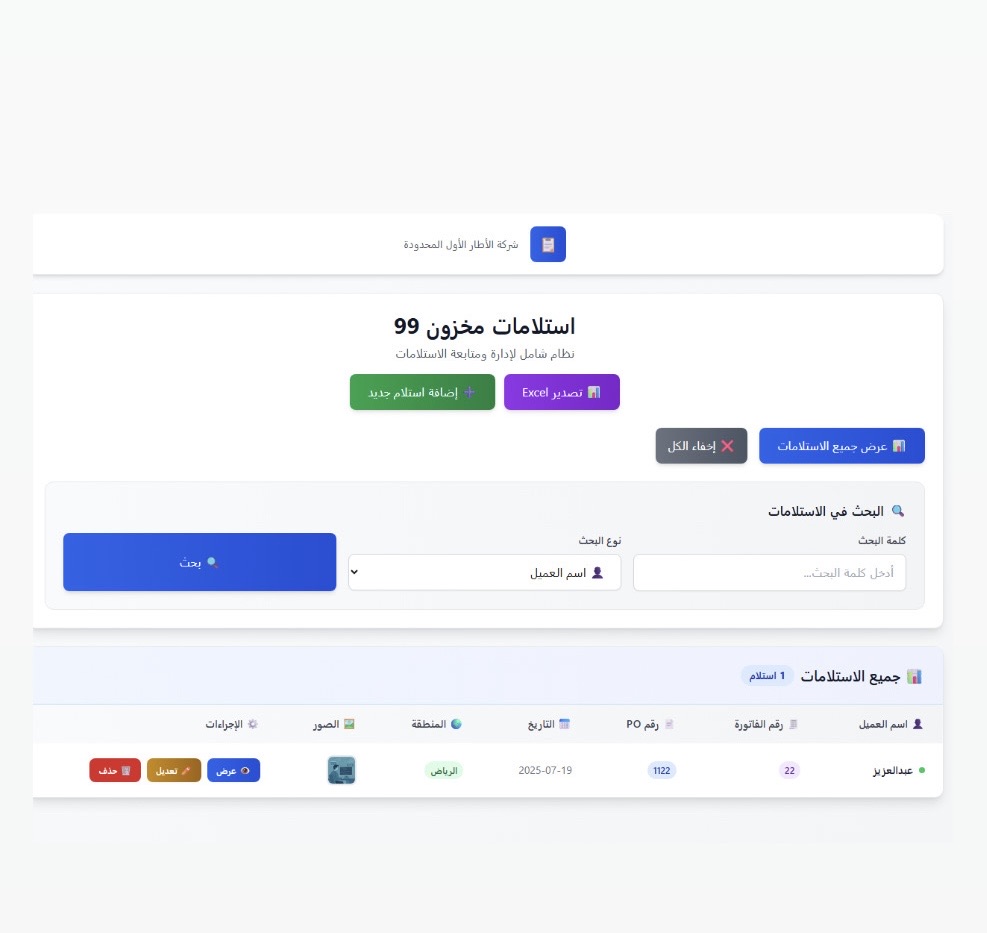 شركة الأطار الأول المحدودة
استلامات مخزون 99
نظام شامل لإدارة ومتابعة الاستلامات
تصدير Excel
إضافة استلام جديد
عرض جميع الاستلامات
إخفاء الكل
البحث في الاستلامات
كلمة البحث
نوع البحث
أدخل كلمة البحث...
اسم العميل
بحث
جميع الاستلامات 1 استلام
اسم العميل رقم الفاتورة رقم PO التاريخ المنطقة الصور الإجراءات
عبدالعزيز 22 1122 2025-07-19 الرياض عرض تعديل حذف